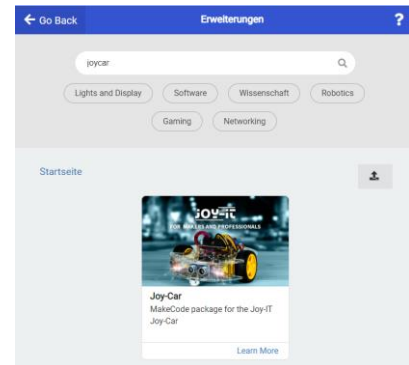 ← Go Back Erweiterungen ?
joycar
Lights and Display Software Wissenschaft Robotics
Gaming Networking
Startseite
JOY-IT
FOR MAKERS AND PROFESSIONALS
Joy-Car
MakeCode package for the Joy-IT
Joy-Car
Learn More